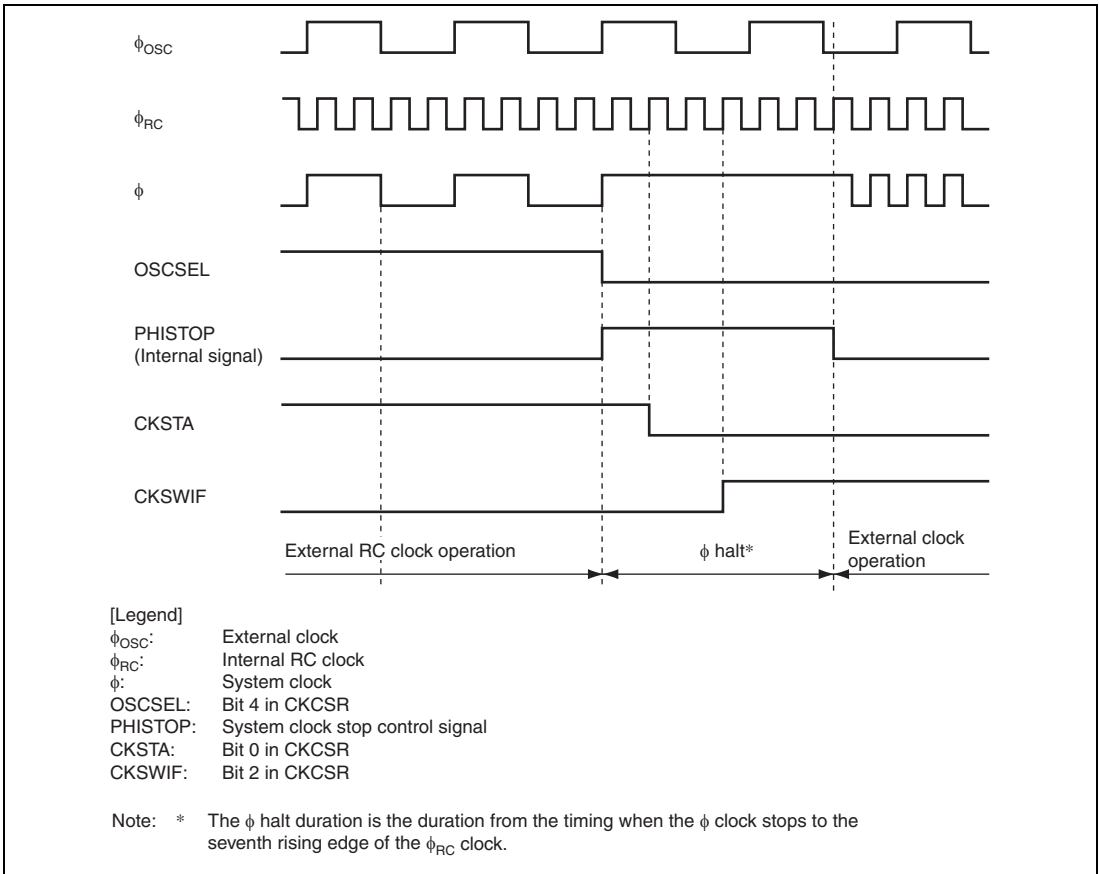 φOSC
φRC
φ
OSCSEL
PHISTOP
(Internal signal)
CKSTA
CKSWIF
External RC clock operation
φ halt*
External clock
operation
[Legend]
φOSC: External clock
φRC: Internal RC clock
φ: System clock
OSCSEL: Bit 4 in CKCSR
PHISTOP: System clock stop control signal
CKSTA: Bit 0 in CKCSR
CKSWIF: Bit 2 in CKCSR
Note: * The φ halt duration is the duration from the timing when the φ clock stops to the
seventh rising edge of the φRC clock.